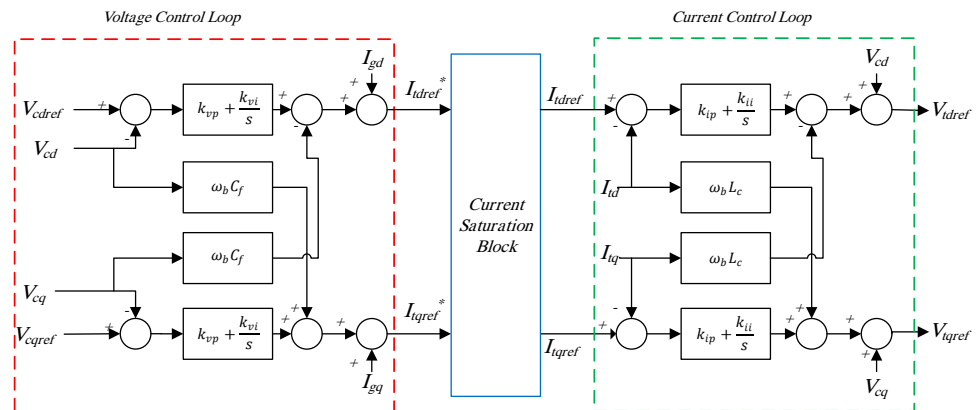 Voltage Control Loop
Current Control Loop
I_gd
V_cd
V_cdref
+
-
k_vp + k_vi/s
+
-
+
+
I_tdref*
I_tdref
+
-
k_ip + k_ii/s
+
-
+
+
V_tdref
V_cd
ω_b C_f
I_td
ω_b L_c
Current
Saturation
Block
ω_b C_f
I_tq
ω_b L_c
V_cq
V_cqref
-
+
k_vp + k_vi/s
+
+
+
+
I_tqref*
I_tqref
-
+
k_ip + k_ii/s
+
+
+
+
V_tqref
I_gq
V_cq